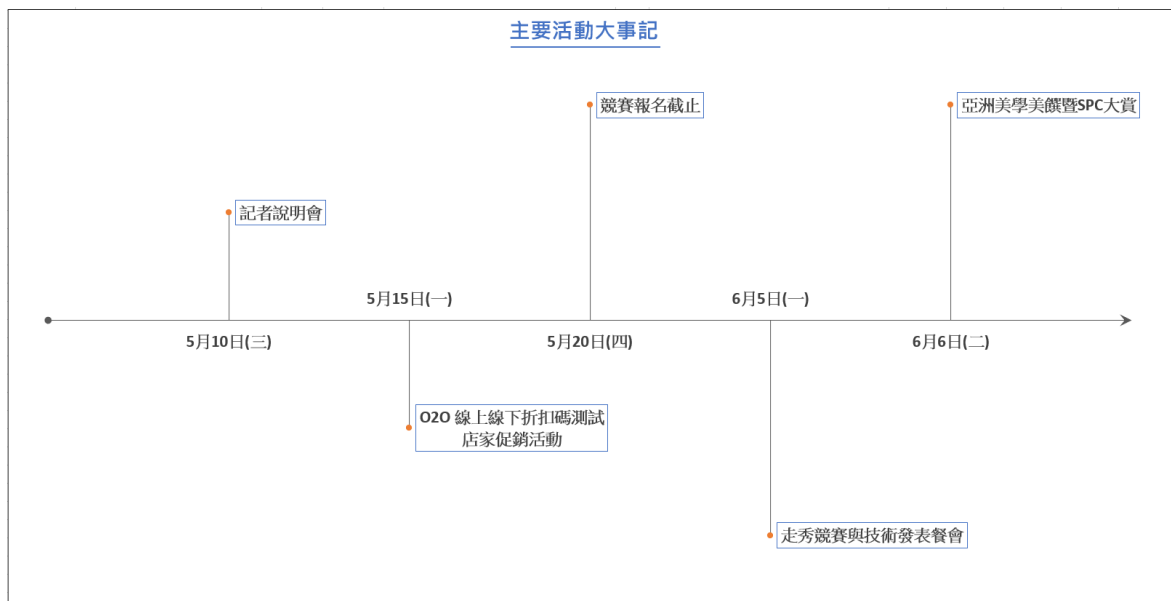 主要活動大事記
競賽報名截止
亞洲美學美饌暨SPC大賞
記者說明會
5月15日(一)
6月5日(一)
5月10日(三)
5月20日(四)
6月6日(二)
O2O 線上線下折扣碼測試
店家促銷活動
走秀競賽與技術發表餐會